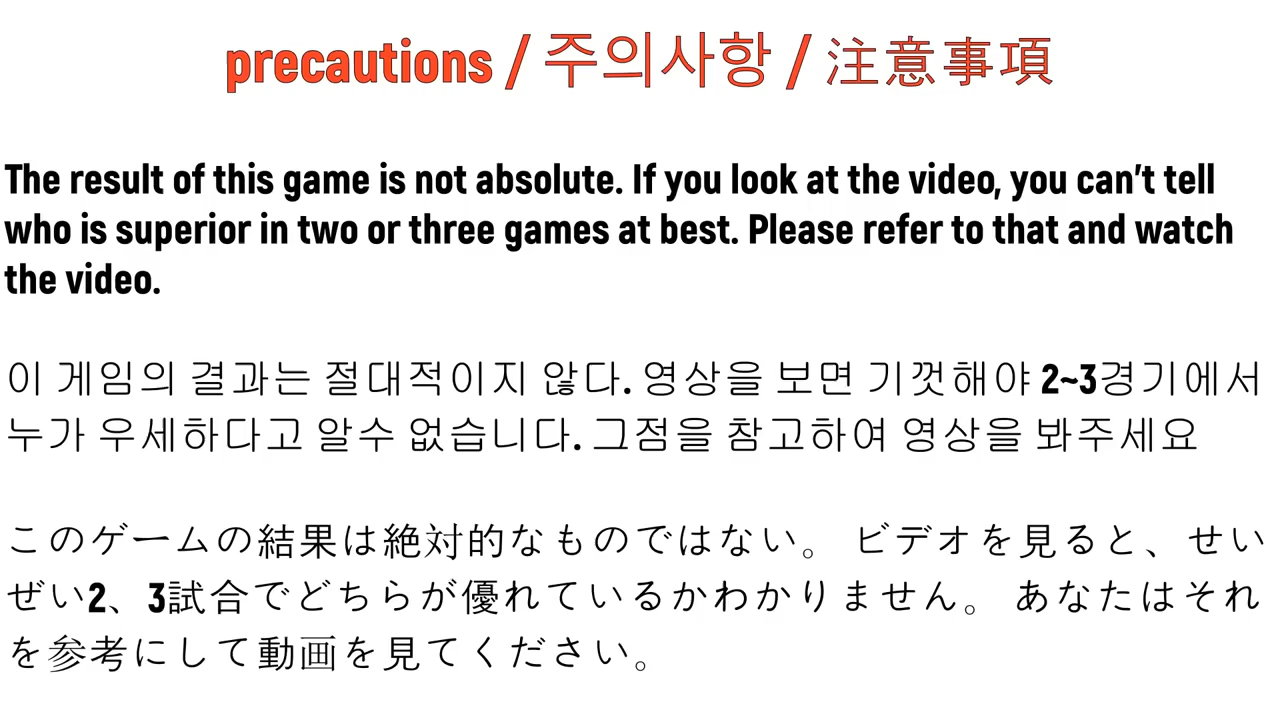 precautions / 주의사항 / 注意事項
The result of this game is not absolute. If you look at the video, you can't tell
who is superior in two or three games at best. Please refer to that and watch
the video.
이 게임의 결과는 절대적이지 않다. 영상을 보면 기껏해야 2~3경기에서
누가 우세하다고 알수 없습니다. 그점을 참고하여 영상을 봐주세요
このゲームの結果は絶対的なものではない。 ビデオを見ると、せい
ぜい2、3試合でどちらが優れているかわかりません。 あなたはそれ
を参考にして動画を見てください。